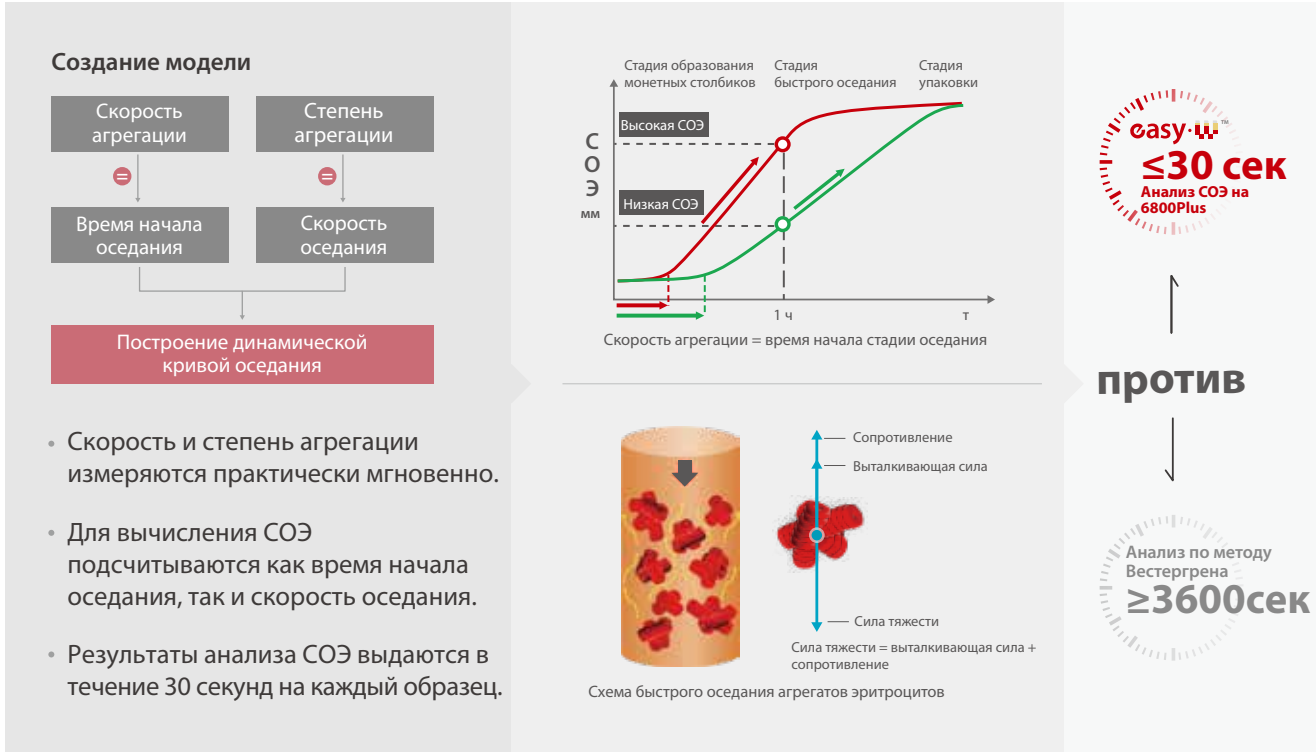 Создание модели
Скорость
агрегации
Степень
агрегации
=
=
Время начала
оседания
Скорость
оседания
Построение динамической
кривой оседания
• Скорость и степень агрегации
измеряются практически мгновенно.
• Для вычисления СОЭ
подсчитываются как время начала
оседания, так и скорость оседания.
• Результаты анализа СОЭ выдаются в
течение 30 секунд на каждый образец.
Стадия образования
монетных столбиков
Стадия
быстрого оседания
Стадия
упаковки
С
О
Э
мм
Высокая СОЭ
Низкая СОЭ
1 ч
т
Скорость агрегации = время начала стадии оседания
Сопротивление
Выталкивающая сила
Сила тяжести
Сила тяжести = выталкивающая сила +
сопротивление
Схема быстрого оседания агрегатов эритроцитов
easy·W™
≤30 сек
Анализ СОЭ на
6800Plus
против
Анализ по методу
Вестергрена
≥3600сек